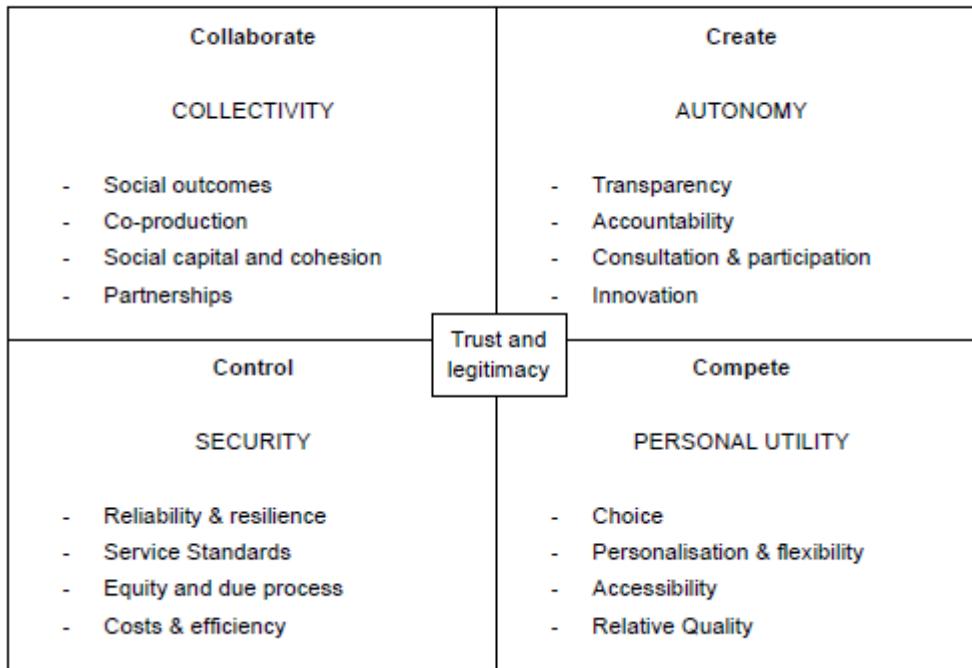 Collaborate
COLLECTIVITY
- Social outcomes
- Co-production
- Social capital and cohesion
- Partnerships
Create
AUTONOMY
- Transparency
- Accountability
- Consultation & participation
- Innovation
Trust and
legitimacy
Control
SECURITY
- Reliability & resilience
- Service Standards
- Equity and due process
- Costs & efficiency
Compete
PERSONAL UTILITY
- Choice
- Personalisation & flexibility
- Accessibility
- Relative Quality